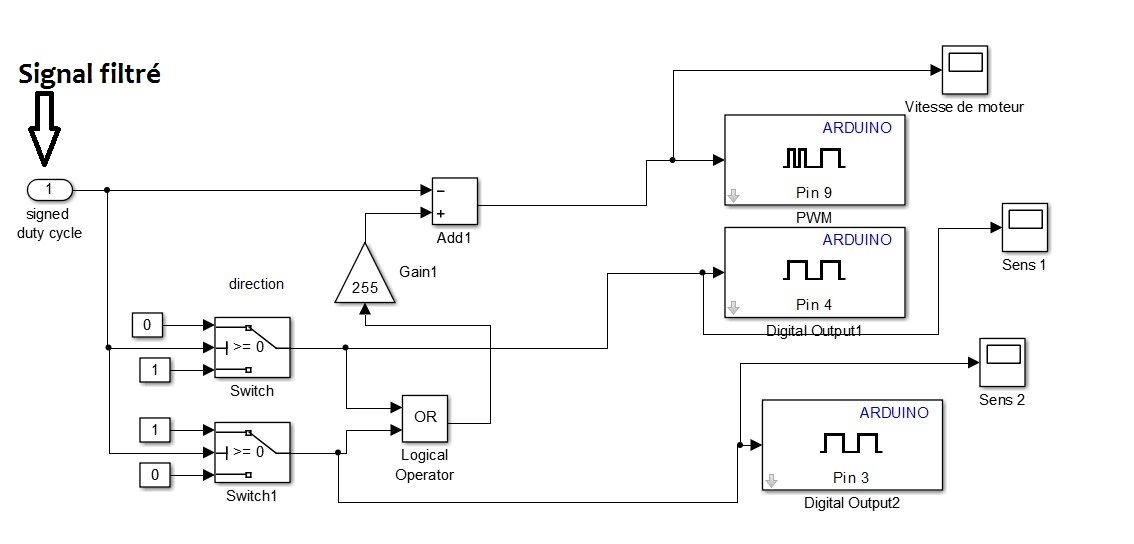 Signal filtré
1
signed
duty cycle
−
+
Add1
Gain1
255
direction
0
>= 0
1
Switch
1
>= 0
0
Switch1
OR
Logical
Operator
Vitesse de moteur
ARDUINO
Pin 9
PWM
ARDUINO
Pin 4
Digital Output1
Sens 1
Sens 2
ARDUINO
Pin 3
Digital Output2